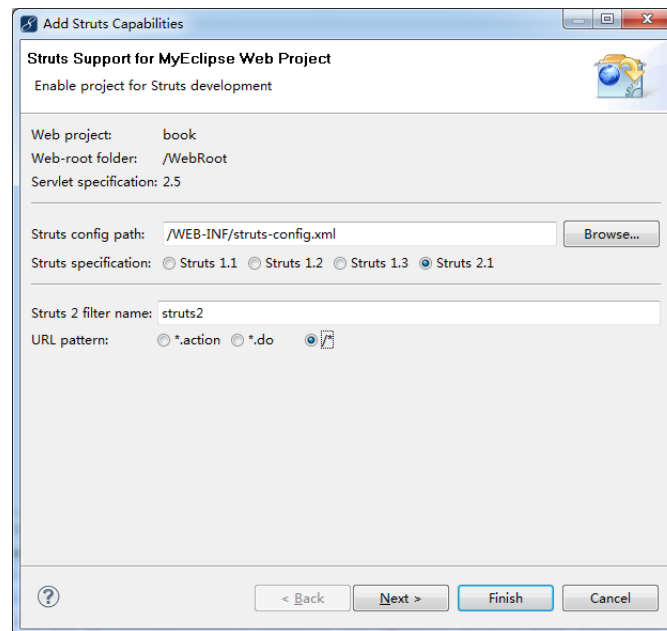 Add Struts Capabilities
Struts Support for MyEclipse Web Project
Enable project for Struts development
Web project: book
Web-root folder: /WebRoot
Servlet specification: 2.5
Struts config path: /WEB-INF/struts-config.xml Browse...
Struts specification: Struts 1.1 Struts 1.2 Struts 1.3 Struts 2.1
Struts 2 filter name: struts2
URL pattern: *.action *.do /*
? < Back Next > Finish Cancel